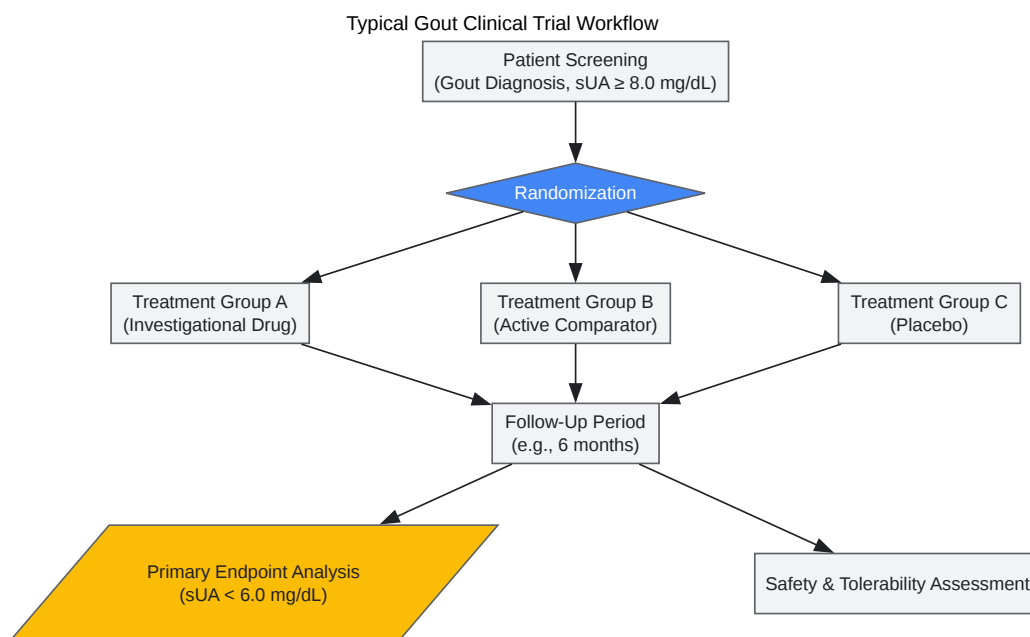 Typical Gout Clinical Trial Workflow
Patient Screening
(Gout Diagnosis, sUA ≥ 8.0 mg/dL)
Randomization
Treatment Group A
(Investigational Drug)
Treatment Group B
(Active Comparator)
Treatment Group C
(Placebo)
Follow-Up Period
(e.g., 6 months)
Primary Endpoint Analysis
(sUA < 6.0 mg/dL)
Safety & Tolerability Assessment